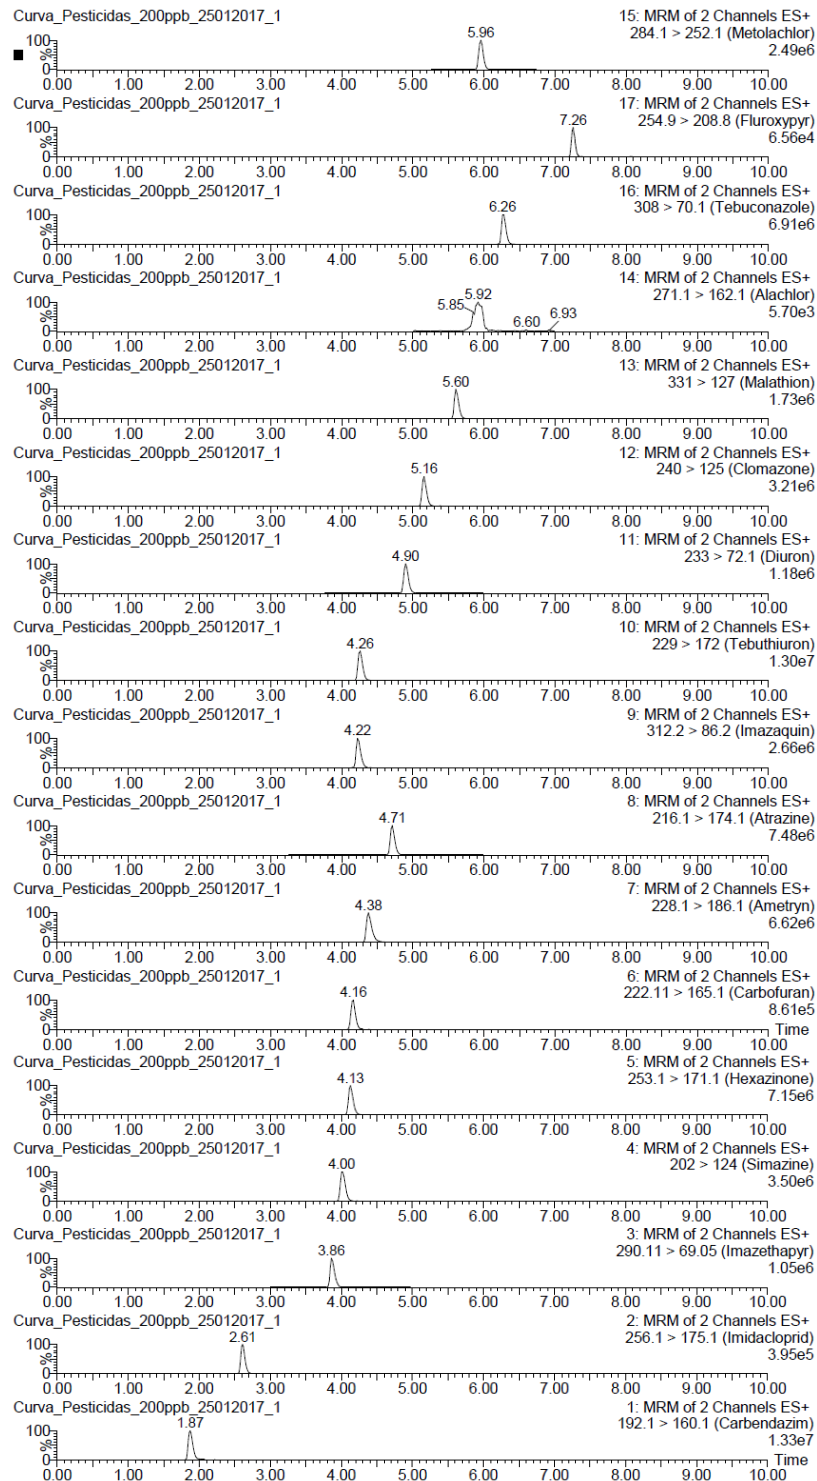 Curva_Pesticidas_200ppb_25012017_1 15: MRM of 2 Channels ES+
284.1 > 252.1 (Metolachlor)
2.49e6
5.96
100
%
0
0.00 1.00 2.00 3.00 4.00 5.00 6.00 7.00 8.00 9.00 10.00
Curva_Pesticidas_200ppb_25012017_1 17: MRM of 2 Channels ES+
254.9 > 208.8 (Fluroxypyr)
6.56e4
7.26
100
%
0
0.00 1.00 2.00 3.00 4.00 5.00 6.00 7.00 8.00 9.00 10.00
Curva_Pesticidas_200ppb_25012017_1 16: MRM of 2 Channels ES+
308 > 70.1 (Tebuconazole)
6.91e6
6.26
100
%
0
0.00 1.00 2.00 3.00 4.00 5.00 6.00 7.00 8.00 9.00 10.00
Curva_Pesticidas_200ppb_25012017_1 14: MRM of 2 Channels ES+
271.1 > 162.1 (Alachlor)
5.70e3
5.85 5.92 6.60 6.93
100
%
0
0.00 1.00 2.00 3.00 4.00 5.00 6.00 7.00 8.00 9.00 10.00
Curva_Pesticidas_200ppb_25012017_1 13: MRM of 2 Channels ES+
331 > 127 (Malathion)
1.73e6
5.60
100
%
0
0.00 1.00 2.00 3.00 4.00 5.00 6.00 7.00 8.00 9.00 10.00
Curva_Pesticidas_200ppb_25012017_1 12: MRM of 2 Channels ES+
240 > 125 (Clomazone)
3.21e6
5.16
100
%
0
0.00 1.00 2.00 3.00 4.00 5.00 6.00 7.00 8.00 9.00 10.00
Curva_Pesticidas_200ppb_25012017_1 11: MRM of 2 Channels ES+
233 > 72.1 (Diuron)
1.18e6
4.90
100
%
0
0.00 1.00 2.00 3.00 4.00 5.00 6.00 7.00 8.00 9.00 10.00
Curva_Pesticidas_200ppb_25012017_1 10: MRM of 2 Channels ES+
229 > 172 (Tebuthiuron)
1.30e7
4.26
100
%
0
0.00 1.00 2.00 3.00 4.00 5.00 6.00 7.00 8.00 9.00 10.00
Curva_Pesticidas_200ppb_25012017_1 9: MRM of 2 Channels ES+
312.2 > 86.2 (Imazaquin)
2.66e6
4.22
100
%
0
0.00 1.00 2.00 3.00 4.00 5.00 6.00 7.00 8.00 9.00 10.00
Curva_Pesticidas_200ppb_25012017_1 8: MRM of 2 Channels ES+
216.1 > 174.1 (Atrazine)
7.48e6
4.71
100
%
0
0.00 1.00 2.00 3.00 4.00 5.00 6.00 7.00 8.00 9.00 10.00
Curva_Pesticidas_200ppb_25012017_1 7: MRM of 2 Channels ES+
228.1 > 186.1 (Ametryn)
6.62e6
4.38
100
%
0
0.00 1.00 2.00 3.00 4.00 5.00 6.00 7.00 8.00 9.00 10.00
Curva_Pesticidas_200ppb_25012017_1 6: MRM of 2 Channels ES+
222.11 > 165.1 (Carbofuran)
8.61e5
4.16
100
%
0
Time
0.00 1.00 2.00 3.00 4.00 5.00 6.00 7.00 8.00 9.00 10.00
Curva_Pesticidas_200ppb_25012017_1 5: MRM of 2 Channels ES+
253.1 > 171.1 (Hexazinone)
7.15e6
4.13
100
%
0
0.00 1.00 2.00 3.00 4.00 5.00 6.00 7.00 8.00 9.00 10.00
Curva_Pesticidas_200ppb_25012017_1 4: MRM of 2 Channels ES+
202 > 124 (Simazine)
3.50e6
4.00
100
%
0
0.00 1.00 2.00 3.00 4.00 5.00 6.00 7.00 8.00 9.00 10.00
Curva_Pesticidas_200ppb_25012017_1 3: MRM of 2 Channels ES+
290.11 > 69.05 (Imazethapyr)
1.05e6
3.86
100
%
0
0.00 1.00 2.00 3.00 4.00 5.00 6.00 7.00 8.00 9.00 10.00
Curva_Pesticidas_200ppb_25012017_1 2: MRM of 2 Channels ES+
256.1 > 175.1 (Imidacloprid)
3.95e5
2.61
100
%
0
0.00 1.00 2.00 3.00 4.00 5.00 6.00 7.00 8.00 9.00 10.00
Curva_Pesticidas_200ppb_25012017_1 1: MRM of 2 Channels ES+
192.1 > 160.1 (Carbendazim)
1.33e7
1.87
100
%
0
Time
0.00 1.00 2.00 3.00 4.00 5.00 6.00 7.00 8.00 9.00 10.00